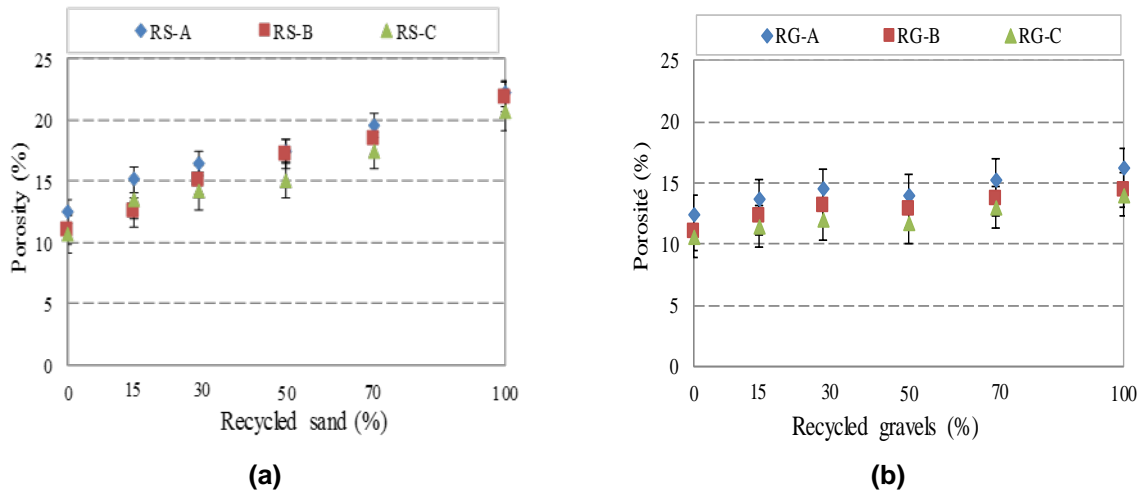 RS-A RS-B RS-C
25
20
15
10
5
0
Porosity (%)
0 15 30 50 70 100
Recycled sand (%)
(a)
RG-A RG-B RG-C
25
20
15
10
5
0
Porosité (%)
0 15 30 50 70 100
Recycled gravels (%)
(b)